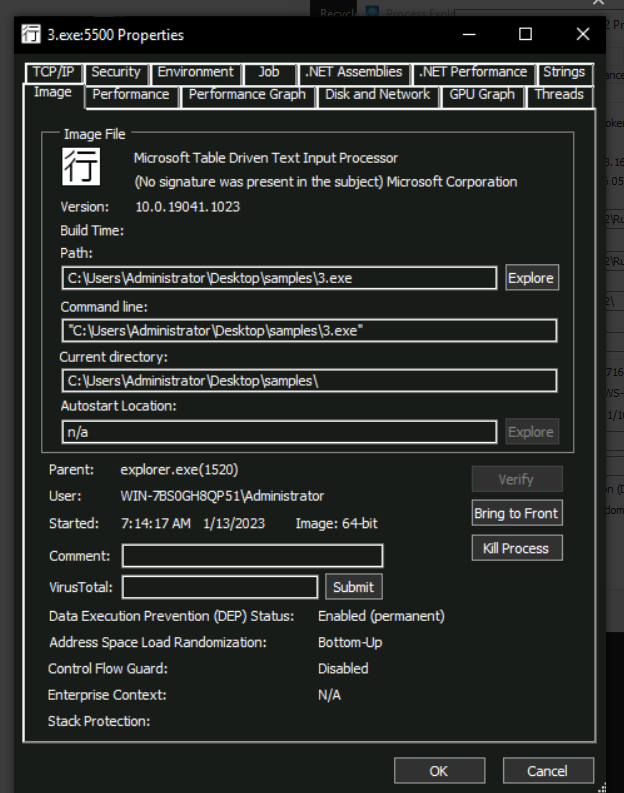 Recycl
Process Expl
行 3.exe:5500 Properties
TCP/IP Security Environment Job .NET Assemblies .NET Performance Strings
Image Performance Performance Graph Disk and Network GPU Graph Threads
Image File
行
Microsoft Table Driven Text Input Processor
(No signature was present in the subject) Microsoft Corporation
Version: 10.0.19041.1023
Build Time:
Path:
C:\Users\Administrator\Desktop\samples\3.exe Explore
Command line:
"C:\Users\Administrator\Desktop\samples\3.exe"
Current directory:
C:\Users\Administrator\Desktop\samples\
Autostart Location:
n/a Explore
Parent: explorer.exe(1520)
Verify
User: WIN-7BS0GH8QP51\Administrator
Bring to Front
Started: 7:14:17 AM 1/13/2023 Image: 64-bit
Kill Process
Comment:
VirusTotal: Submit
Data Execution Prevention (DEP) Status: Enabled (permanent)
Address Space Load Randomization: Bottom-Up
Control Flow Guard: Disabled
Enterprise Context: N/A
Stack Protection:
OK Cancel